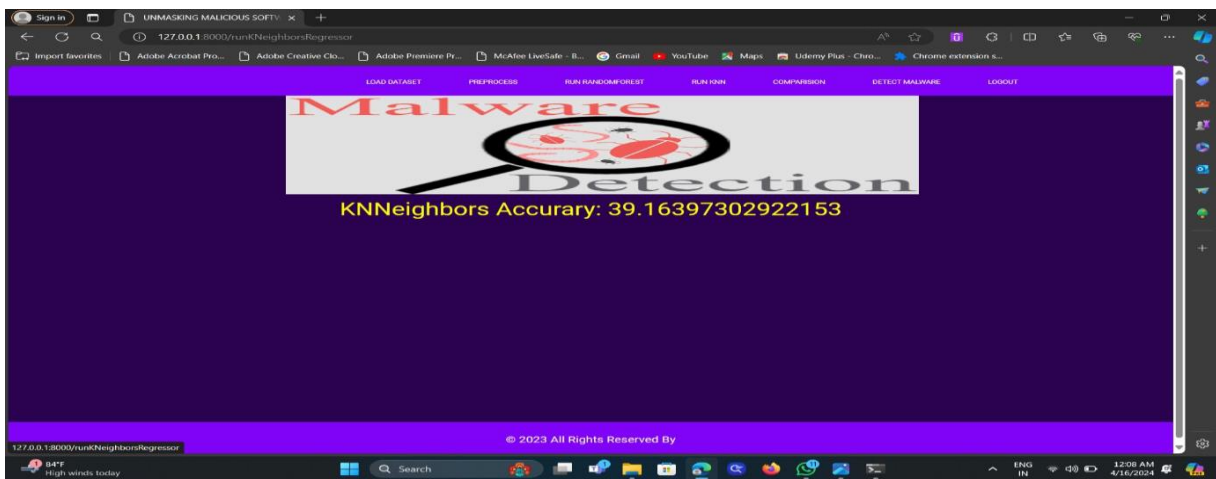 Sign in UNMASKING MALICIOUS SOFTV
127.0.0.1:8000/runKNeighborsRegressor
Import favorites Adobe Accrobat Pro... Adobe Creative Clo... Adobe Premiere Pr... McAfee LiveSafe - B... Gmail YouTube Maps Udemy Plus - Chro... Chrome extension s...
LOAD DATASET PREPROCESS RUN RANDOMFOREST RUN KNN COMPARISION DETECT MALWARE LOGOUT
Malware
Detection
KNNeighbors Accurary: 39.16397302922153
© 2023 All Rights Reserved By
127.0.0.1:8000/runKNeighborsRegressor
84°F
High winds today
Search
ENG
IN
12:08 AM
4/16/2024